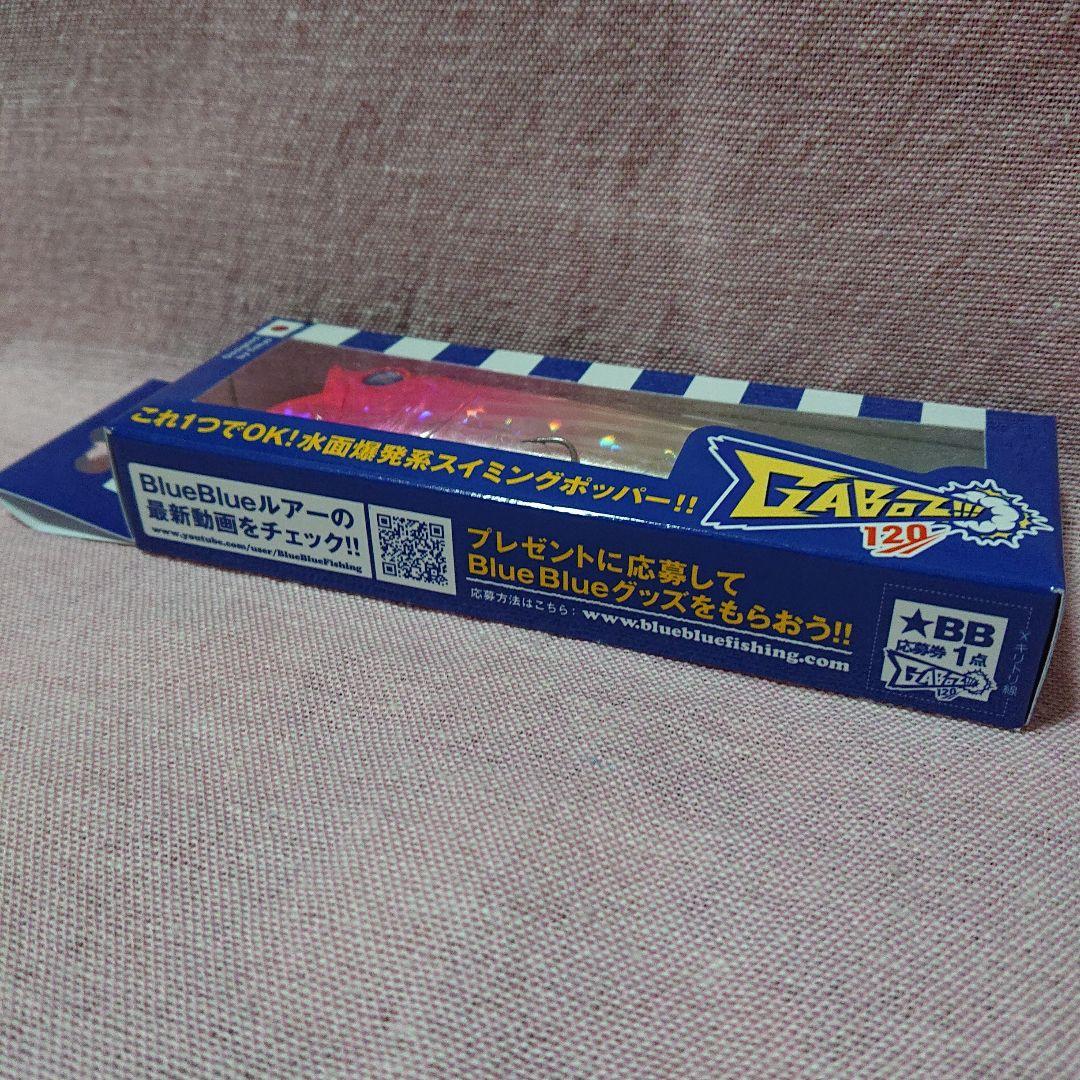 これ1つでOK!水面爆発系スイミングポッパー!!
GABOZ!!!
120
BlueBlueルアーの
最新動画をチェック!!
www.youtube.com/user/BlueBlueFishing
プレゼントに応募して
BlueBlueグッズをもらおう!!
応募方法はこちら: www.bluebluefishing.com
★BB
応募券 1点
GABOZ!!!
120
×キリトリ線